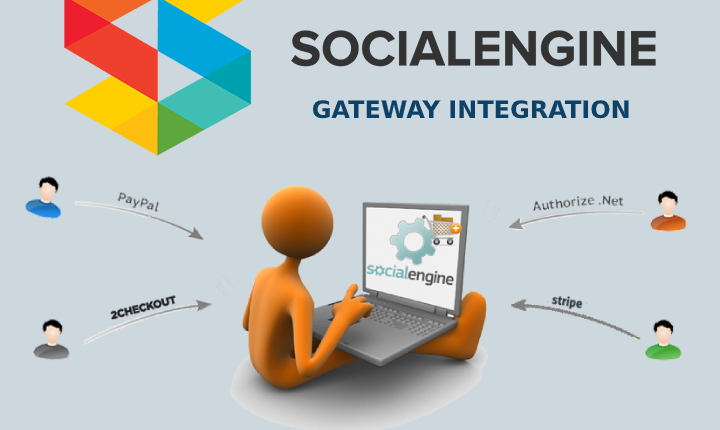 SOCIALENGINE
GATEWAY INTEGRATION
PayPal
Authorize.Net
socialengine
2CHECKOUT
stripe